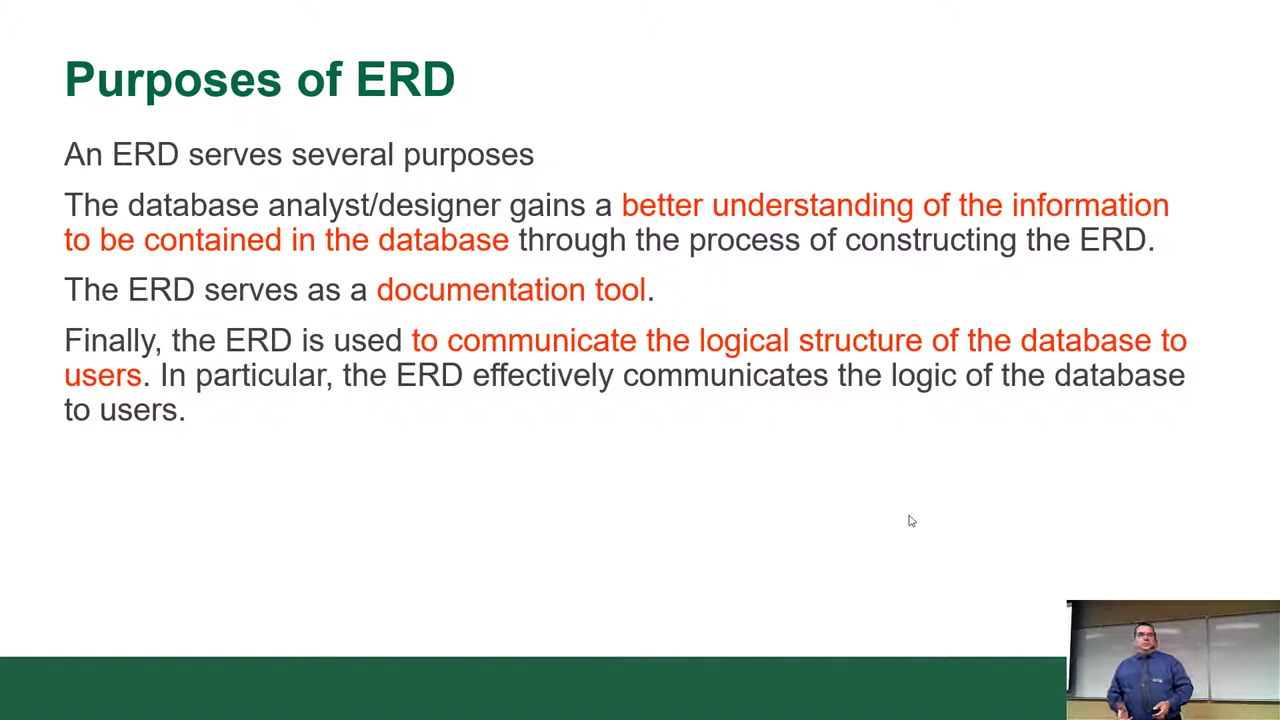 Purposes of ERD
An ERD serves several purposes
The database analyst/designer gains a better understanding of the information
to be contained in the database through the process of constructing the ERD.
The ERD serves as a documentation tool.
Finally, the ERD is used to communicate the logical structure of the database to
users. In particular, the ERD effectively communicates the logic of the database
to users.